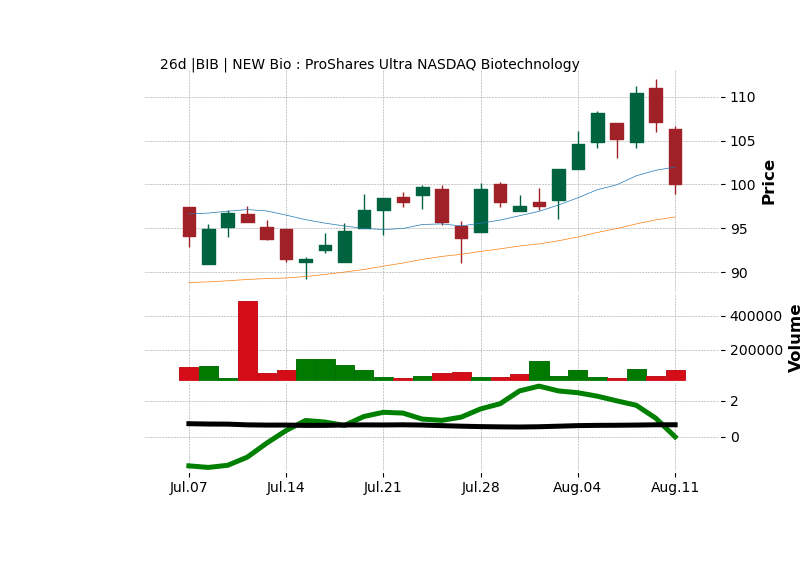 26d |BIB | NEW Bio : ProShares Ultra NASDAQ Biotechnology
110
105
100
95
90
Price
400000
200000
Volume
2
0
Jul.07 Jul.14 Jul.21 Jul.28 Aug.04 Aug.11